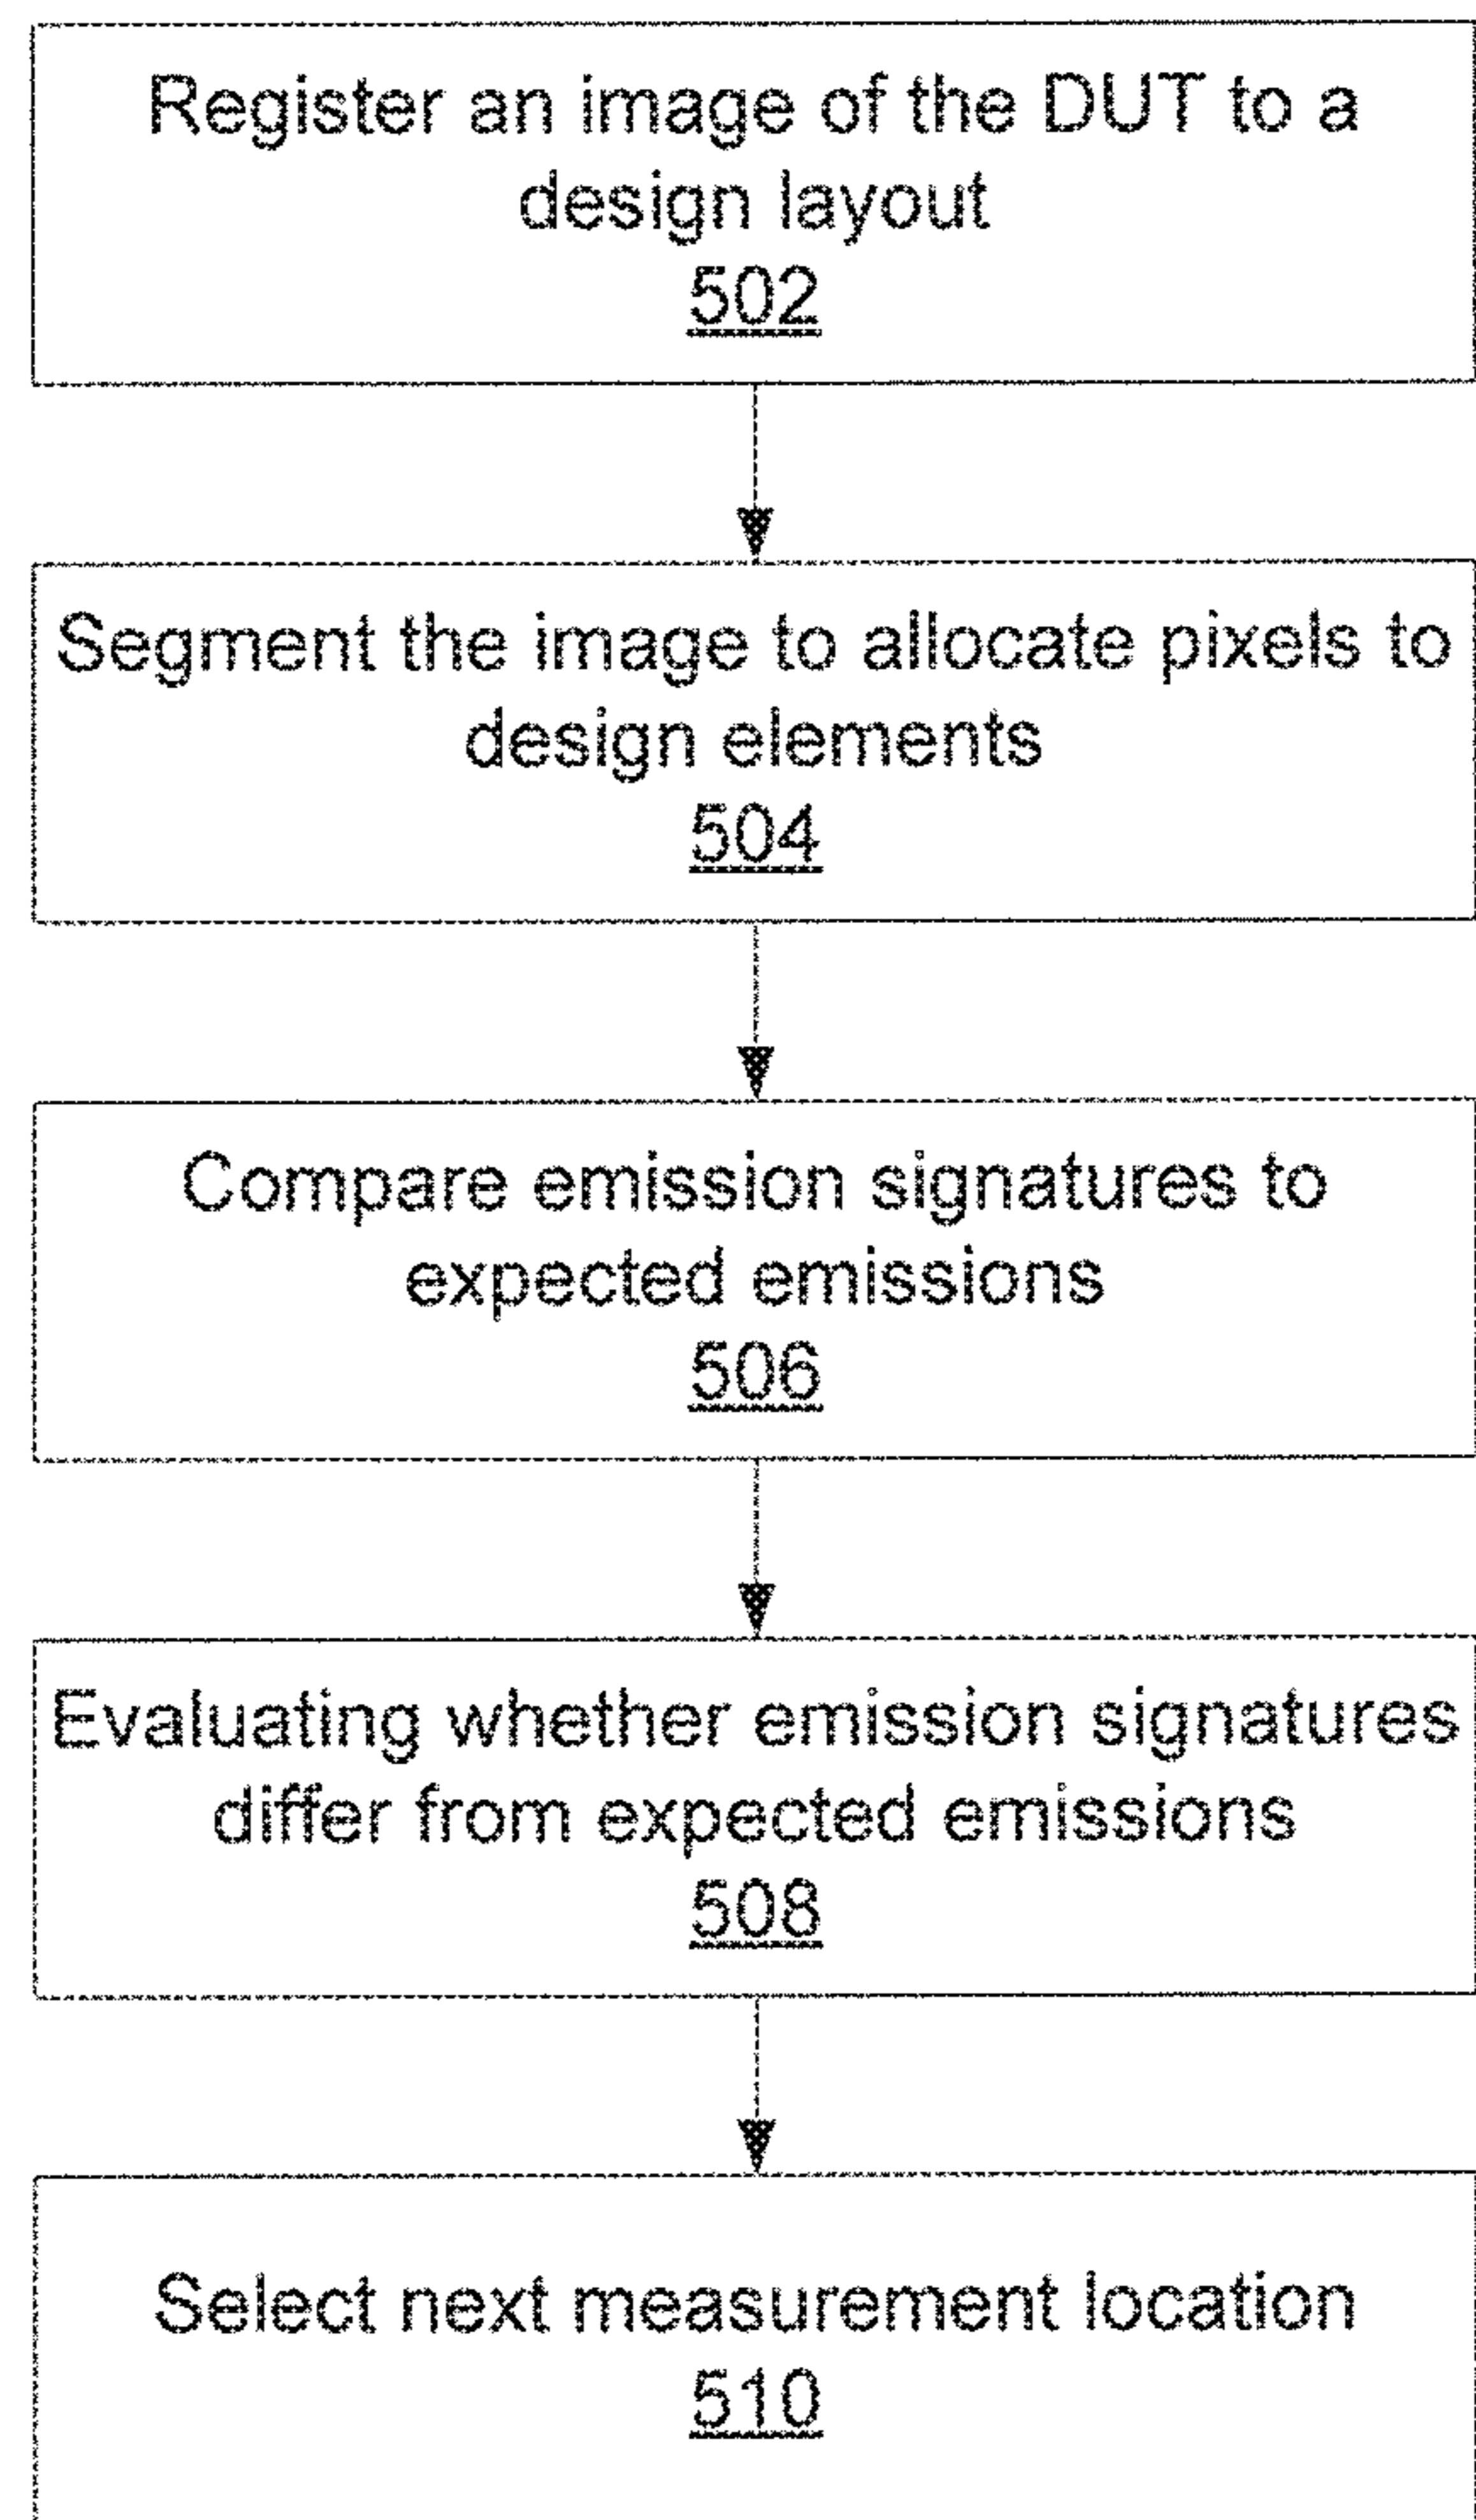 Register an image of the DUT to a
design layout
502
Segment the image to allocate pixels to
design elements
504
Compare emission signatures to
expected emissions
506
Evaluating whether emission signatures
differ from expected emissions
508
Select next measurement location
510